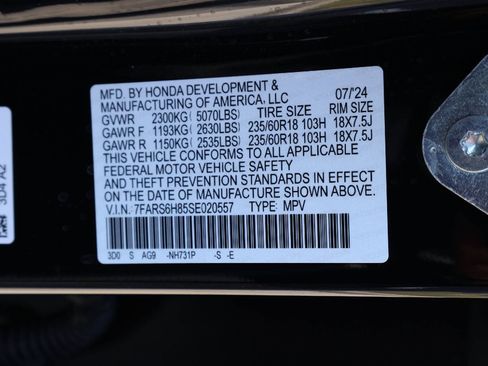 MFD. BY HONDA DEVELOPMENT &
MANUFACTURING OF AMERICA, LLC 07/'24
GVWR 2300KG( 5070LBS) TIRE SIZE RIM SIZE
GAWR F 1193KG( 2630LBS) 235/60R18 103H 18X7.5J
GAWR R 1150KG( 2535LBS) 235/60R18 103H 18X7.5J
THIS VEHICLE CONFORMS TO ALL APPLICABLE
FEDERAL MOTOR VEHICLE SAFETY
AND THEFT PREVENTION STANDARDS IN EFFECT
ON THE DATE OF MANUFACTURE SHOWN ABOVE.
V.I.N.: 7FARS6H85SE020557 TYPE: MPV
3D0 S AG9 -NH731P -S -E
3D4 A2